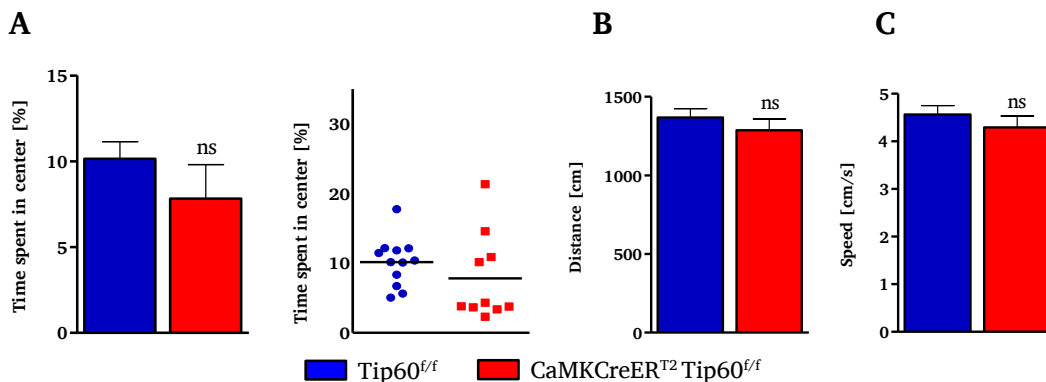 A
Time spent in center [%]
15
10
5
0
ns
Time spent in center [%]
30
20
10
0
B
Distance [cm]
1500
1000
500
0
ns
C
Speed [cm/s]
5
4
3
2
1
0
ns
Tip60f/f
CaMKCreERT2 Tip60f/f